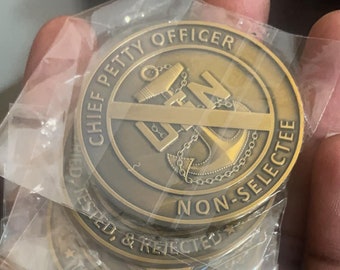 CHIEF PETTY OFFICER
NON-SELECTEE
TESTED, & REJECTED